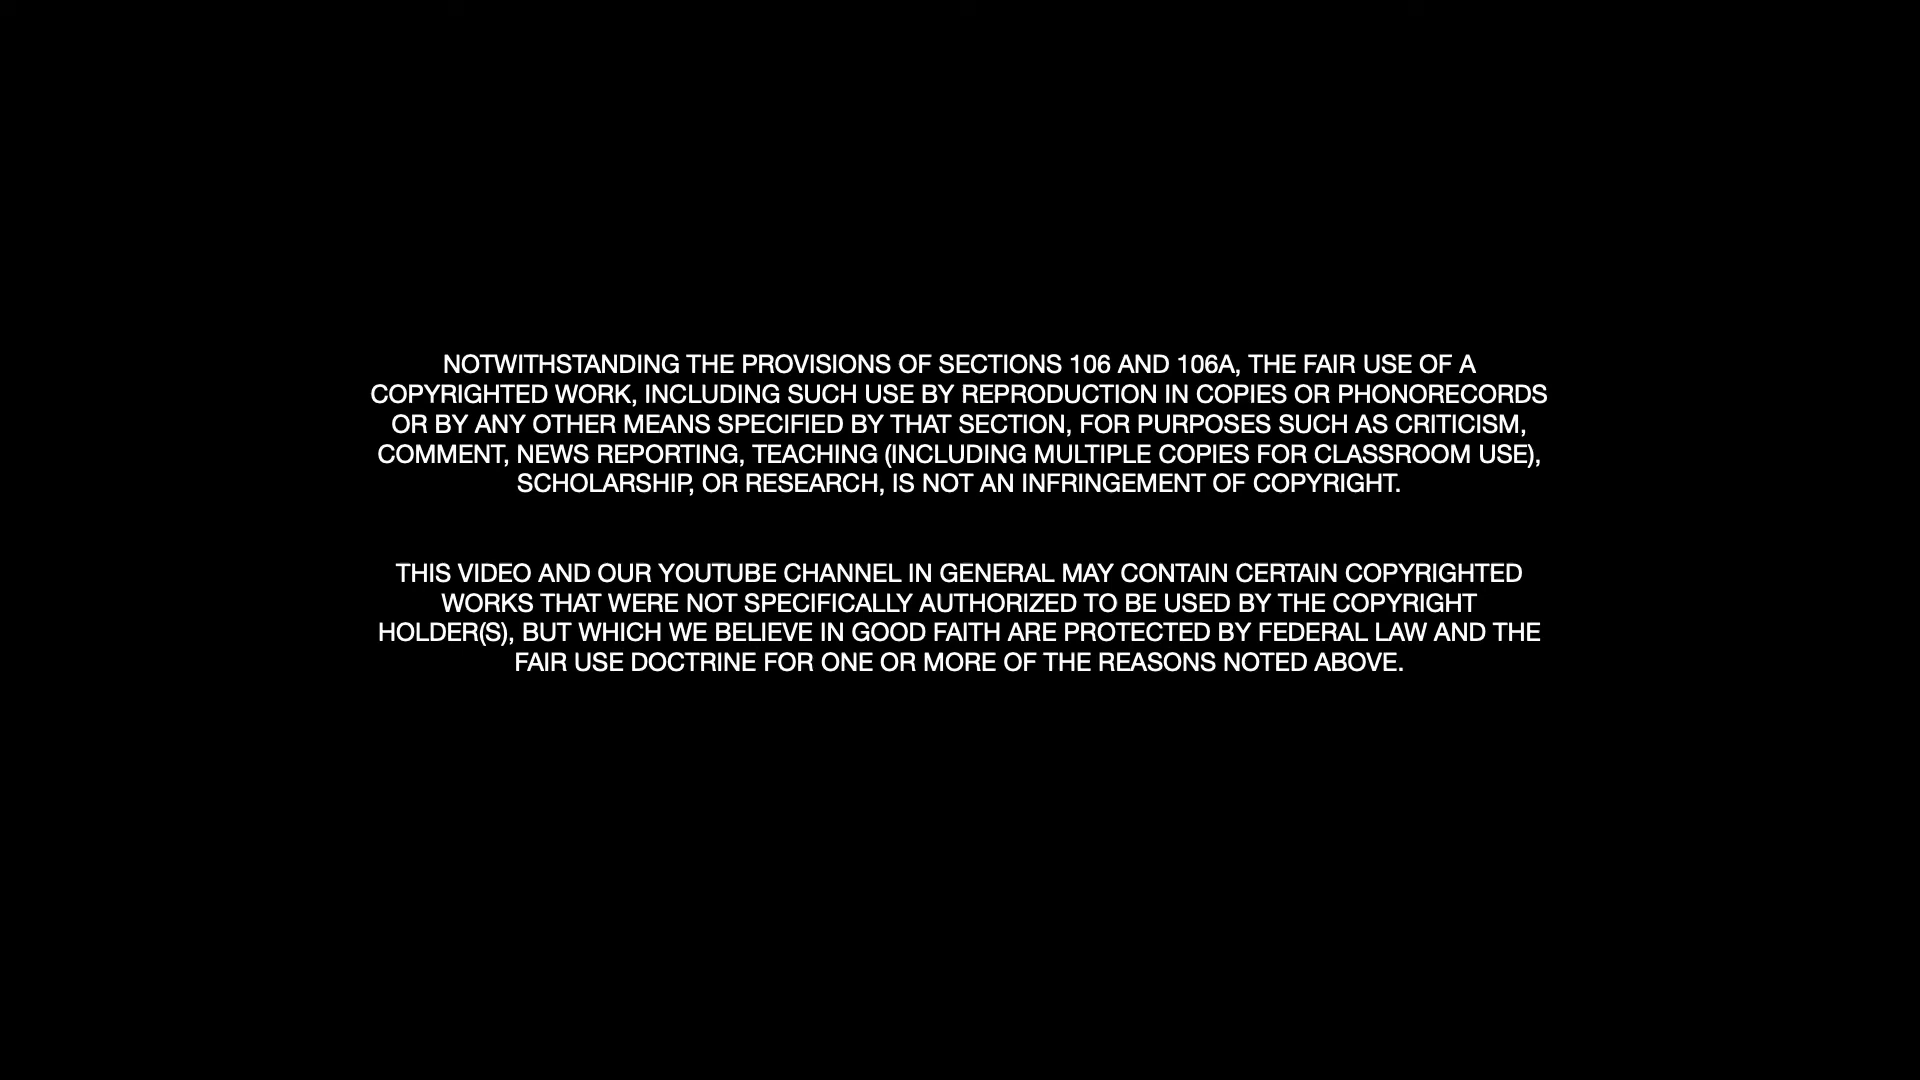 NOTWITHSTANDING THE PROVISIONS OF SECTIONS 106 AND 106A, THE FAIR USE OF A
COPYRIGHTED WORK, INCLUDING SUCH USE BY REPRODUCTION IN COPIES OR PHONORECORDS
OR BY ANY OTHER MEANS SPECIFIED BY THAT SECTION, FOR PURPOSES SUCH AS CRITICISM,
COMMENT, NEWS REPORTING, TEACHING (INCLUDING MULTIPLE COPIES FOR CLASSROOM USE),
SCHOLARSHIP, OR RESEARCH, IS NOT AN INFRINGEMENT OF COPYRIGHT.
THIS VIDEO AND OUR YOUTUBE CHANNEL IN GENERAL MAY CONTAIN CERTAIN COPYRIGHTED
WORKS THAT WERE NOT SPECIFICALLY AUTHORIZED TO BE USED BY THE COPYRIGHT
HOLDER(S), BUT WHICH WE BELIEVE IN GOOD FAITH ARE PROTECTED BY FEDERAL LAW AND THE
FAIR USE DOCTRINE FOR ONE OR MORE OF THE REASONS NOTED ABOVE.